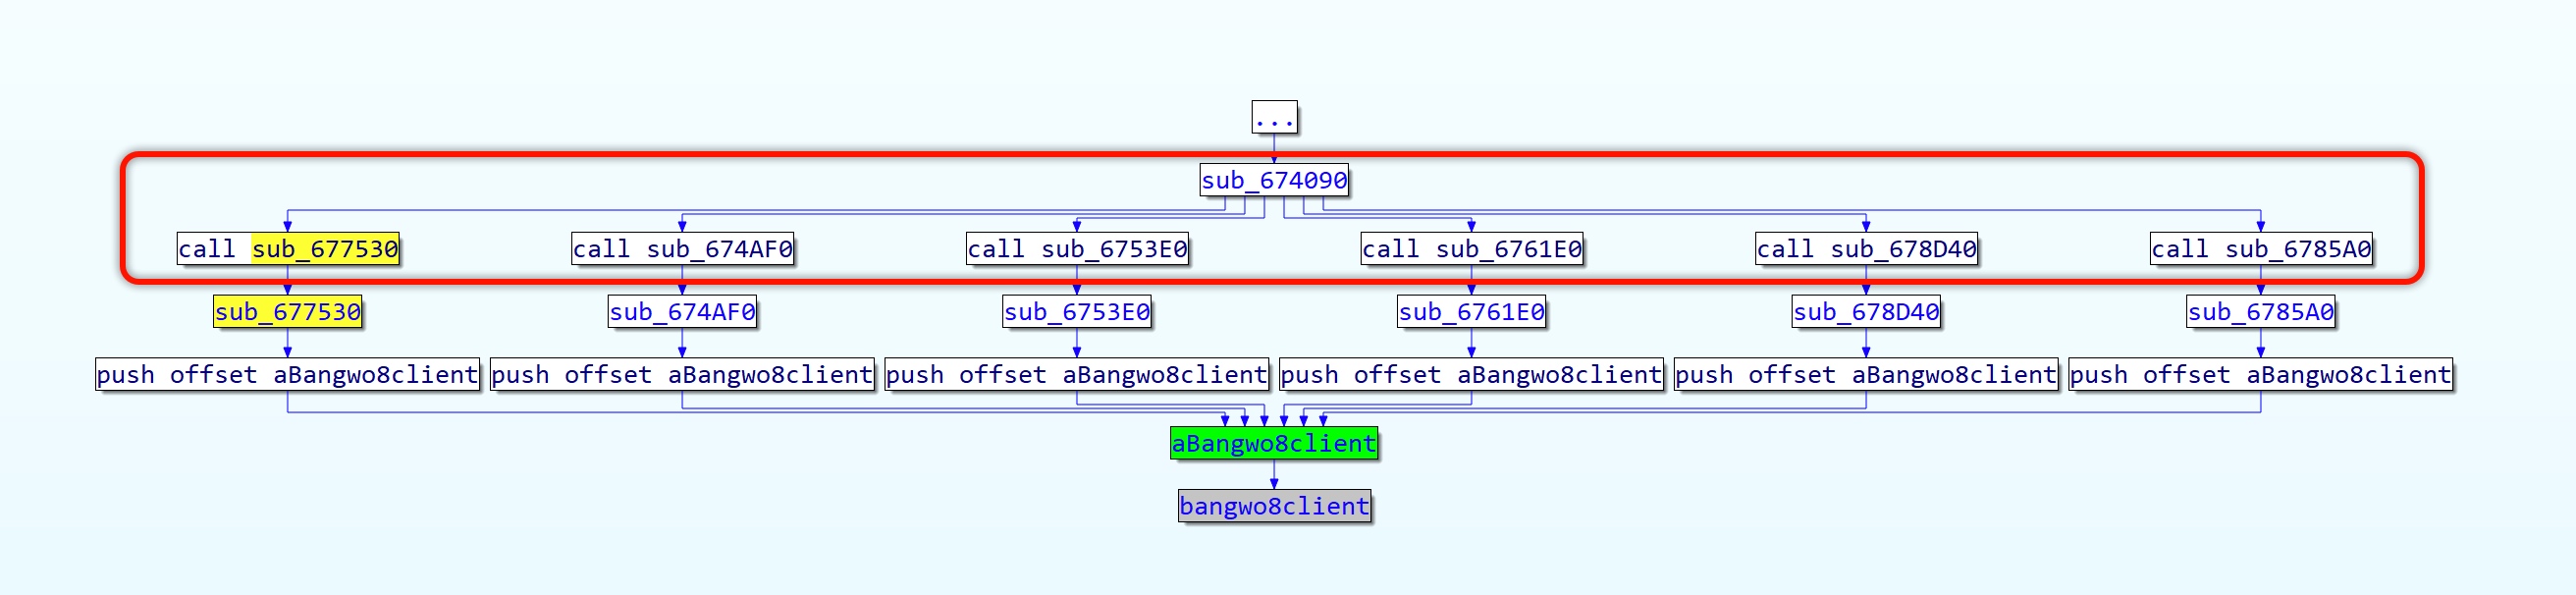 ...
sub_674090
call sub_677530 call sub_674AF0 call sub_6753E0 call sub_6761E0 call sub_678D40 call sub_6785A0
sub_677530 sub_674AF0 sub_6753E0 sub_6761E0 sub_678D40 sub_6785A0
push offset aBangwo8client push offset aBangwo8client push offset aBangwo8client push offset aBangwo8client push offset aBangwo8client push offset aBangwo8client
aBangwo8client
bangwo8client